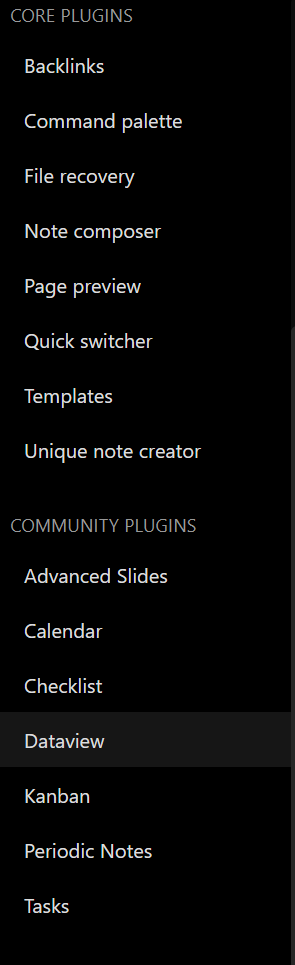 CORE PLUGINS
Backlinks
Command palette
File recovery
Note composer
Page preview
Quick switcher
Templates
Unique note creator
COMMUNITY PLUGINS
Advanced Slides
Calendar
Checklist
Dataview
Kanban
Periodic Notes
Tasks